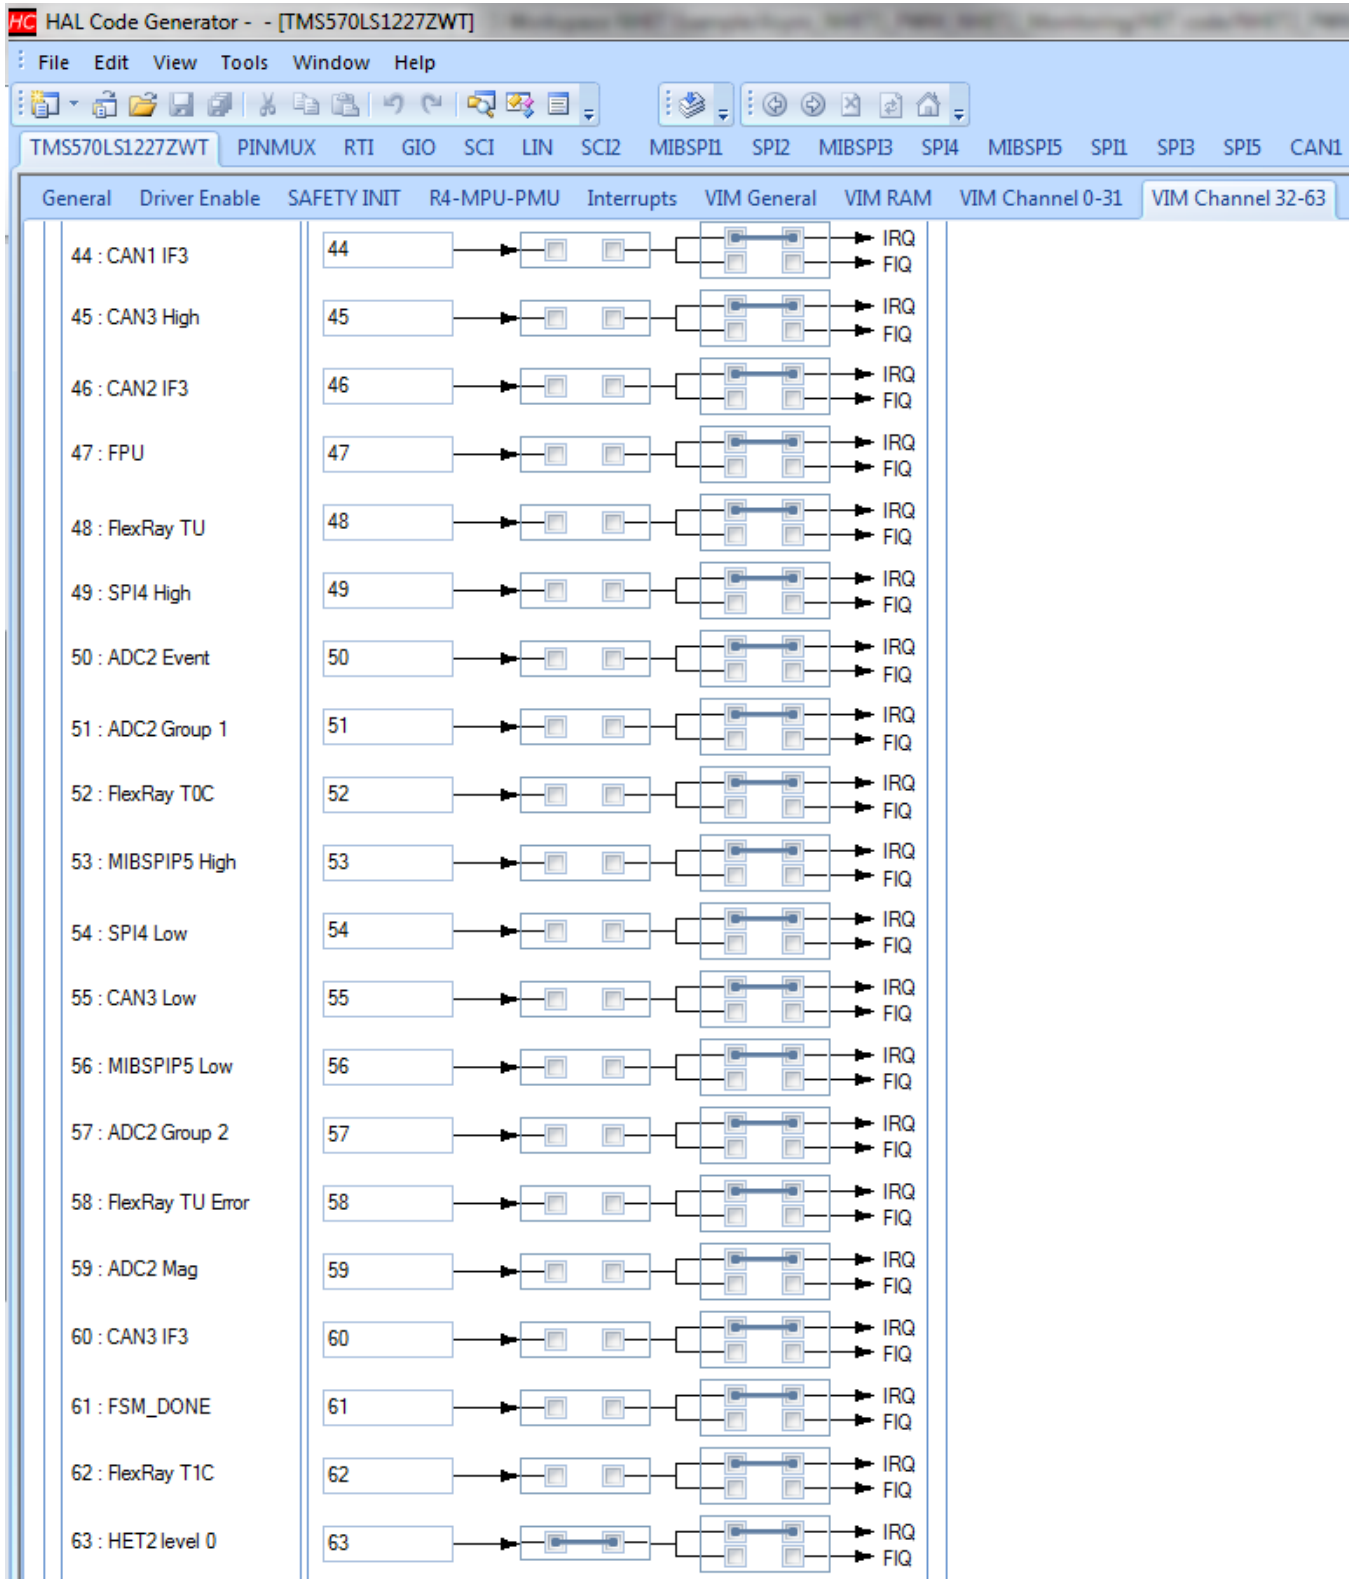 HC HAL Code Generator - - [TMS570LS1227ZWT]
File Edit View Tools Window Help
TMS570LS1227ZWT PINMUX RTI GIO SCI LIN SCI2 MIBSPI1 SPI2 MIBSPI3 SPI4 MIBSPI5 SPI1 SPI3 SPI5 CAN1
General Driver Enable SAFETY INIT R4-MPU-PMU Interrupts VIM General VIM RAM VIM Channel 0-31 VIM Channel 32-63
44 : CAN1 IF3 44 IRQ
FIQ
45 : CAN3 High 45 IRQ
FIQ
46 : CAN2 IF3 46 IRQ
FIQ
47 : FPU 47 IRQ
FIQ
48 : FlexRay TU 48 IRQ
FIQ
49 : SPI4 High 49 IRQ
FIQ
50 : ADC2 Event 50 IRQ
FIQ
51 : ADC2 Group 1 51 IRQ
FIQ
52 : FlexRay T0C 52 IRQ
FIQ
53 : MIBSPIP5 High 53 IRQ
FIQ
54 : SPI4 Low 54 IRQ
FIQ
55 : CAN3 Low 55 IRQ
FIQ
56 : MIBSPIP5 Low 56 IRQ
FIQ
57 : ADC2 Group 2 57 IRQ
FIQ
58 : FlexRay TU Error 58 IRQ
FIQ
59 : ADC2 Mag 59 IRQ
FIQ
60 : CAN3 IF3 60 IRQ
FIQ
61 : FSM_DONE 61 IRQ
FIQ
62 : FlexRay T1C 62 IRQ
FIQ
63 : HET2 level 0 63 IRQ
FIQ